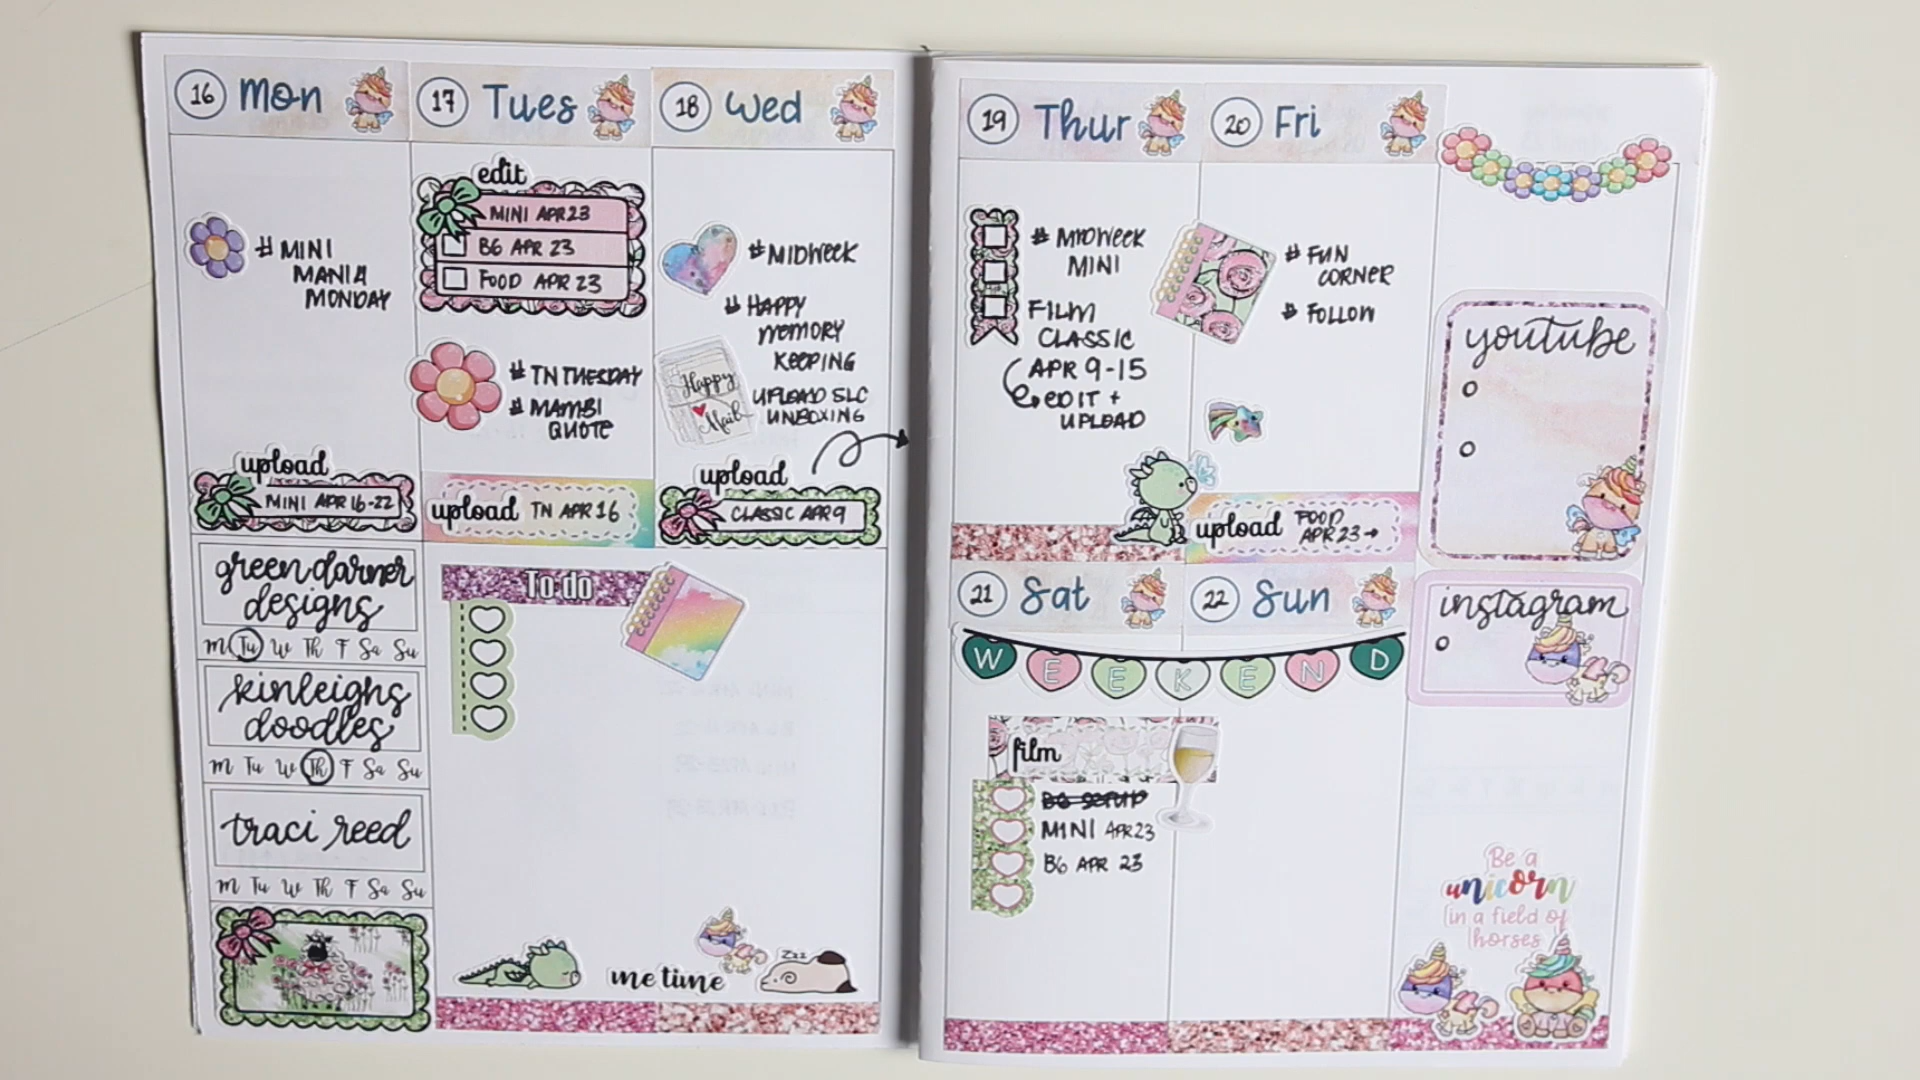 16 Mon
# MINI
MANIA
MONDAY
upload
MINI APR 16-22
17 Tues
edit
MINI APR 23
B6 APR 23
FOOD APR 23
# TN TUESDAY
# MAMBI
QUOTE
upload TN APR 16
18 Wed
# MIDWEEK
# HAPPY
MEMORY
KEEPING
Happy
Mail
UPLOAD SLC
UNBOXING
upload
CLASSIC APR 9
green darner
designs
M Tu W Th F Sa Su
kinleighs
doodles
M Tu W Th F Sa Su
traci reed
M Tu W Th F Sa Su
To do
me time
Zzz
19 Thur
# MIDWEEK
MINI
FILM
CLASSIC
APR 9-15
EDIT +
UPLOAD
20 Fri
# FUN
CORNER
# FOLLOW
upload FOOD
APR 23→
youtube
instagram
21 Sat
22 Sun
WEEKEND
film
B6 SETUP
MINI APR 23
B6 APR 23
Be a
unicorn
in a field of
horses